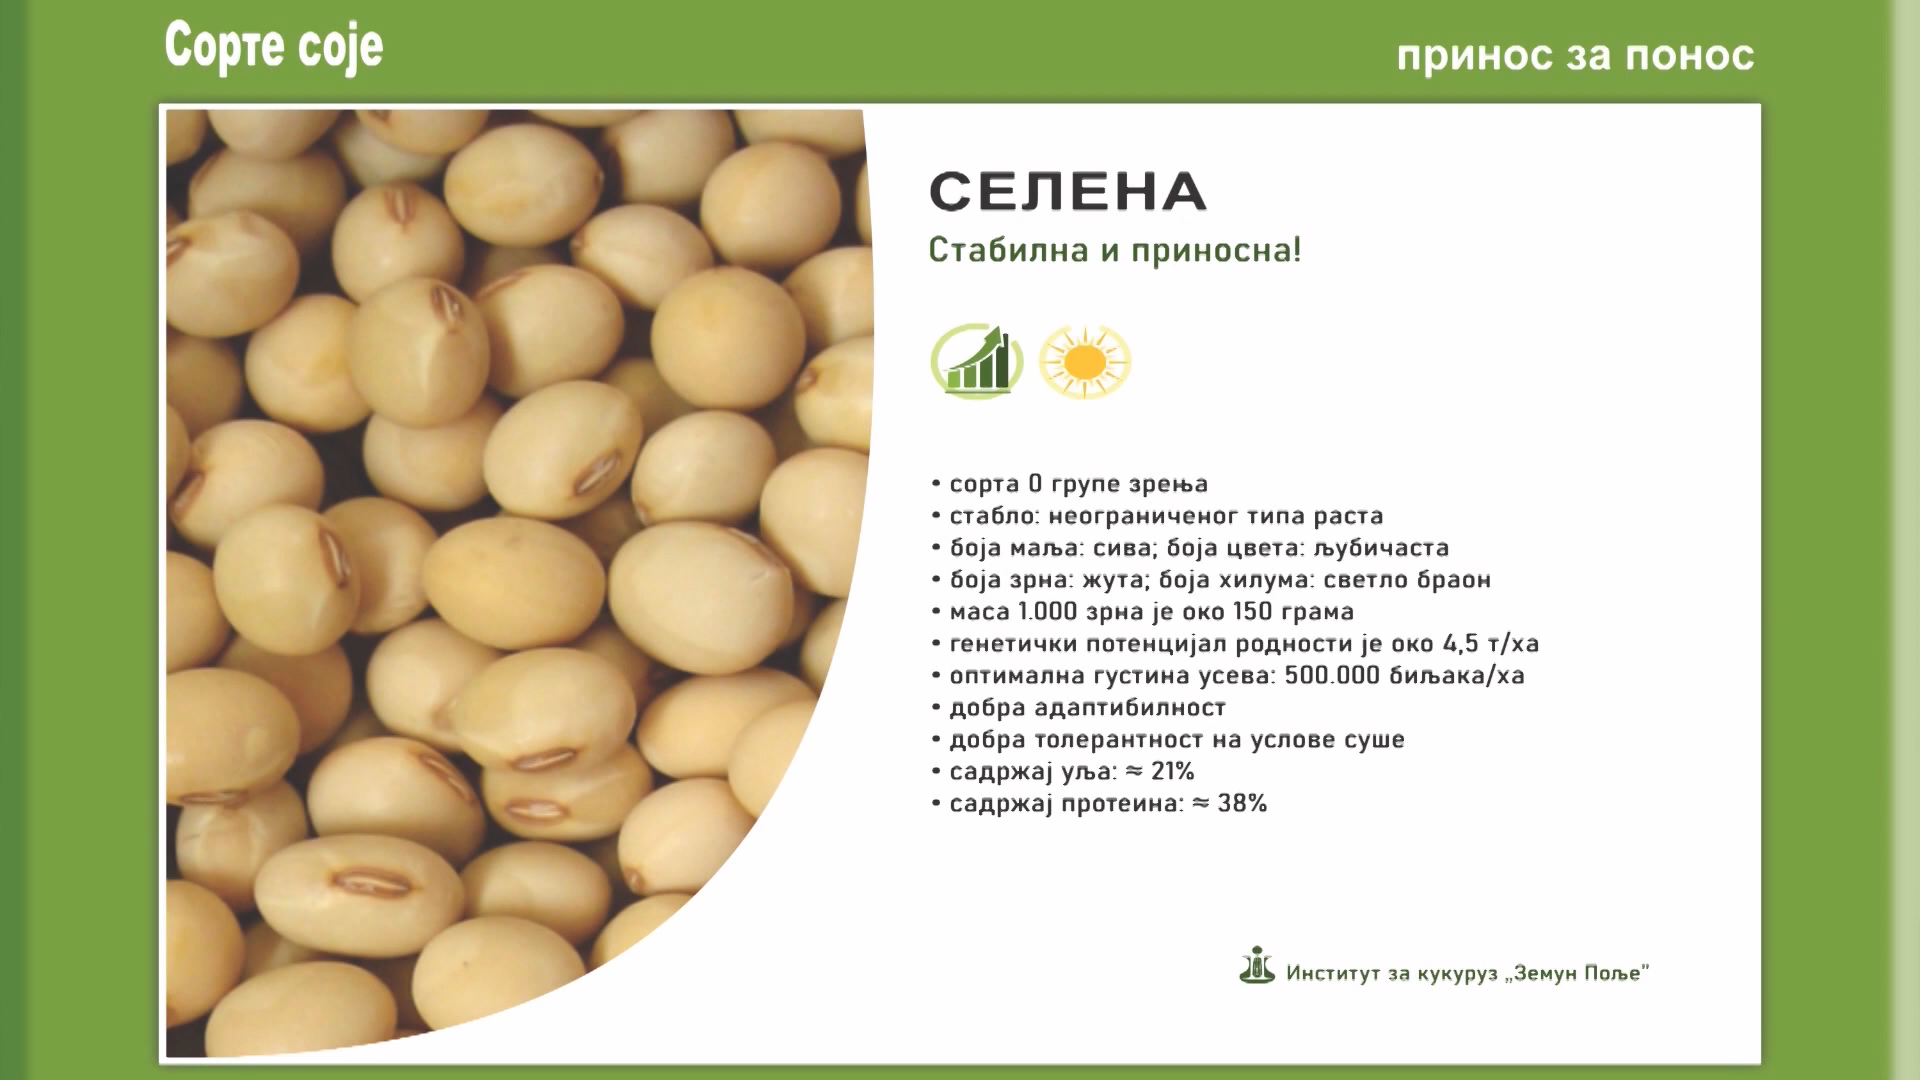 Сорте соје
принос за понос
СЕЛЕНА
Стабилна и приносна!
• сорта 0 групе зрења
• стабло: неограниченог типа раста
• боја маља: сива; боја цвета: љубичаста
• боја зрна: жута; боја хилума: светло браон
• маса 1.000 зрна је око 150 грама
• генетички потенцијал родности је око 4,5 т/ха
• оптимална густина усева: 500.000 биљака/ха
• добра адаптибилност
• добра толерантност на услове суше
• садржај уља: ≈ 21%
• садржај протеина: ≈ 38%
Институт за кукуруз „Земун Поље”